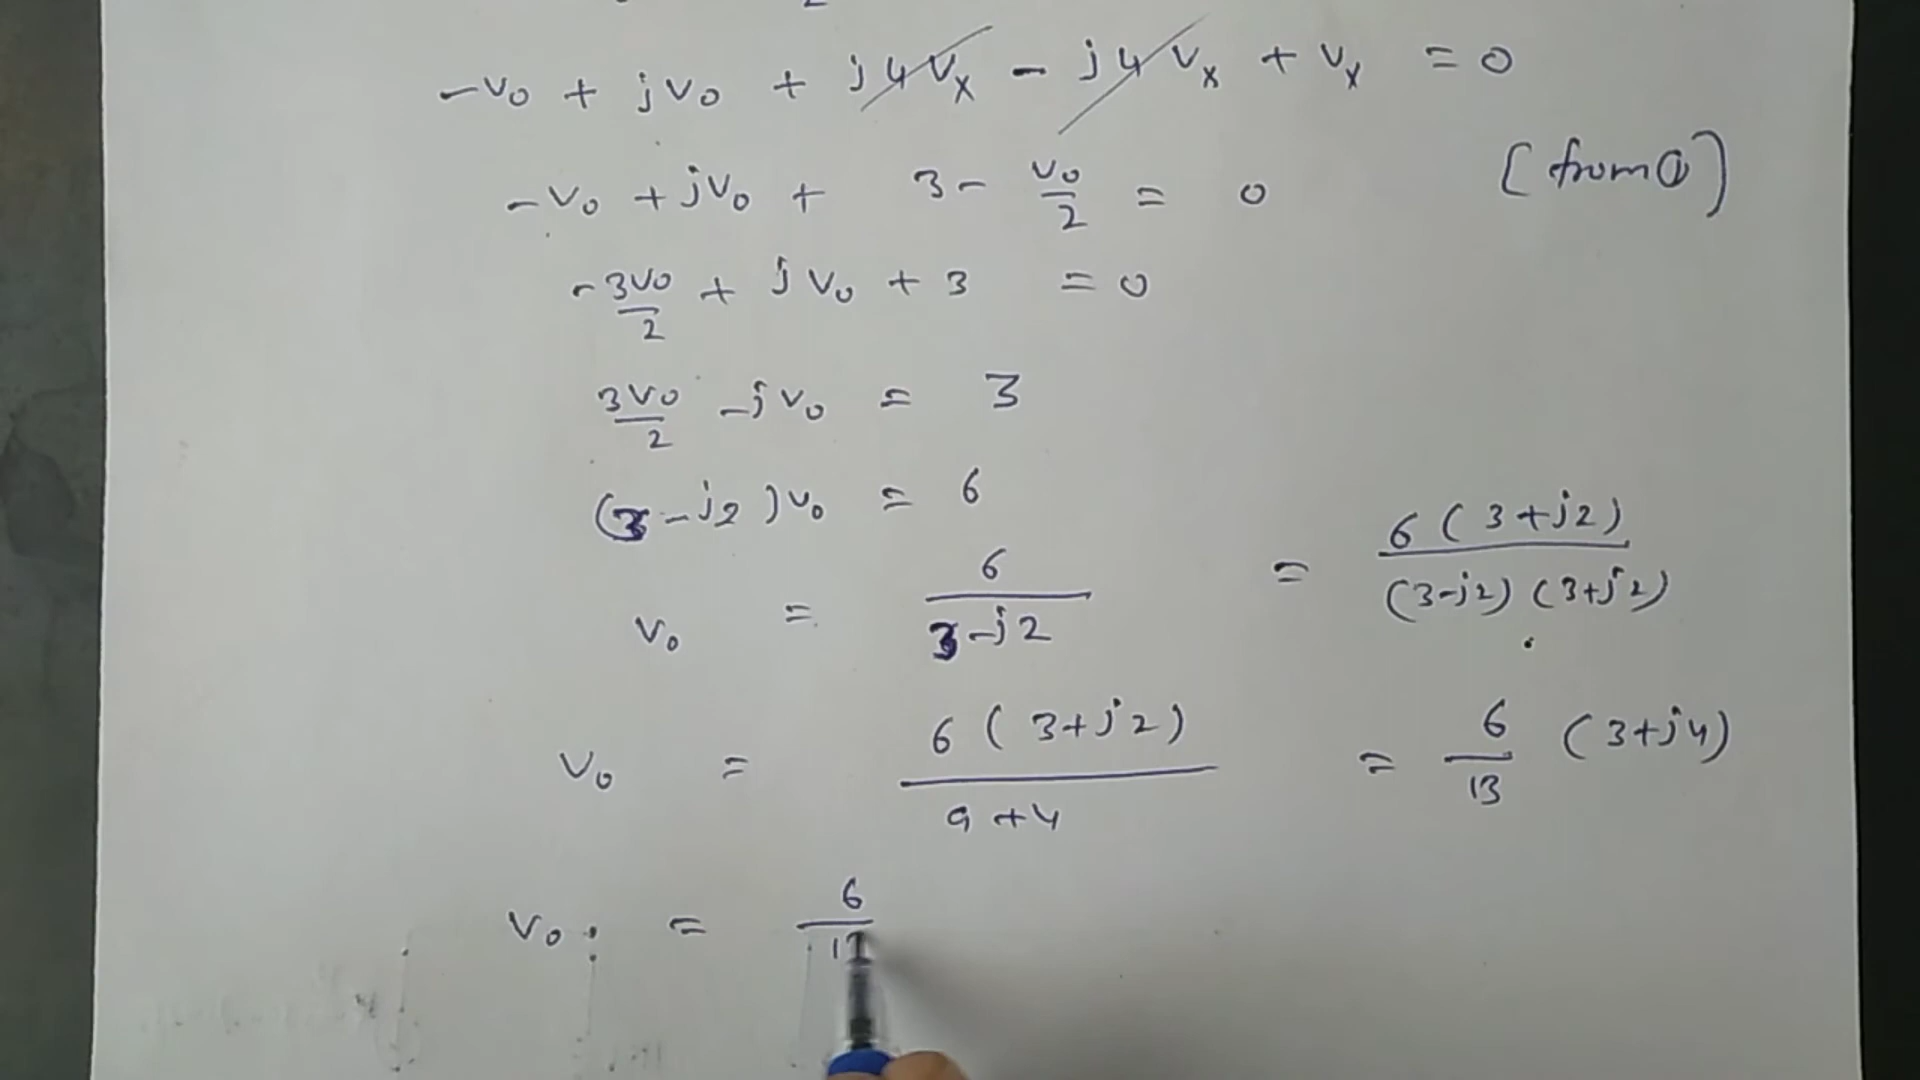 -v₀ + jv₀ + j4Vx - j4Vx + Vx = 0
-v₀ + jv₀ + 3 - v₀/2 = 0 [from ①]
-3v₀/2 + jv₀ + 3 = 0
3v₀/2 - jv₀ = 3
(3 - j2)v₀ = 6
v₀ = 6/(3-j2) = 6(3+j2)/(3-j2)(3+j2)
v₀ = 6(3+j2)/9+4 = 6/13 (3+j4)
v₀ = 6/